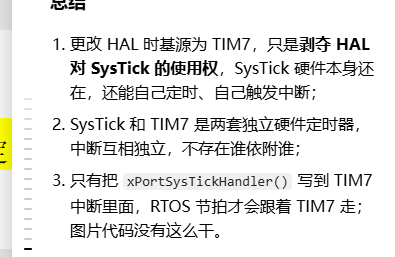 总结
1. 更改 HAL 时基源为 TIM7，只是剥夺 HAL
对 SysTick 的使用权，SysTick 硬件本身还
在，还能自己定时、自己触发中断；
2. SysTick 和 TIM7 是两套独立硬件定时器，
中断互相独立，不存在谁依附谁；
3. 只有把 xPortSysTickHandler() 写到 TIM7
中断里面，RTOS 节拍才会跟着 TIM7 走；
图片代码没有这么干。